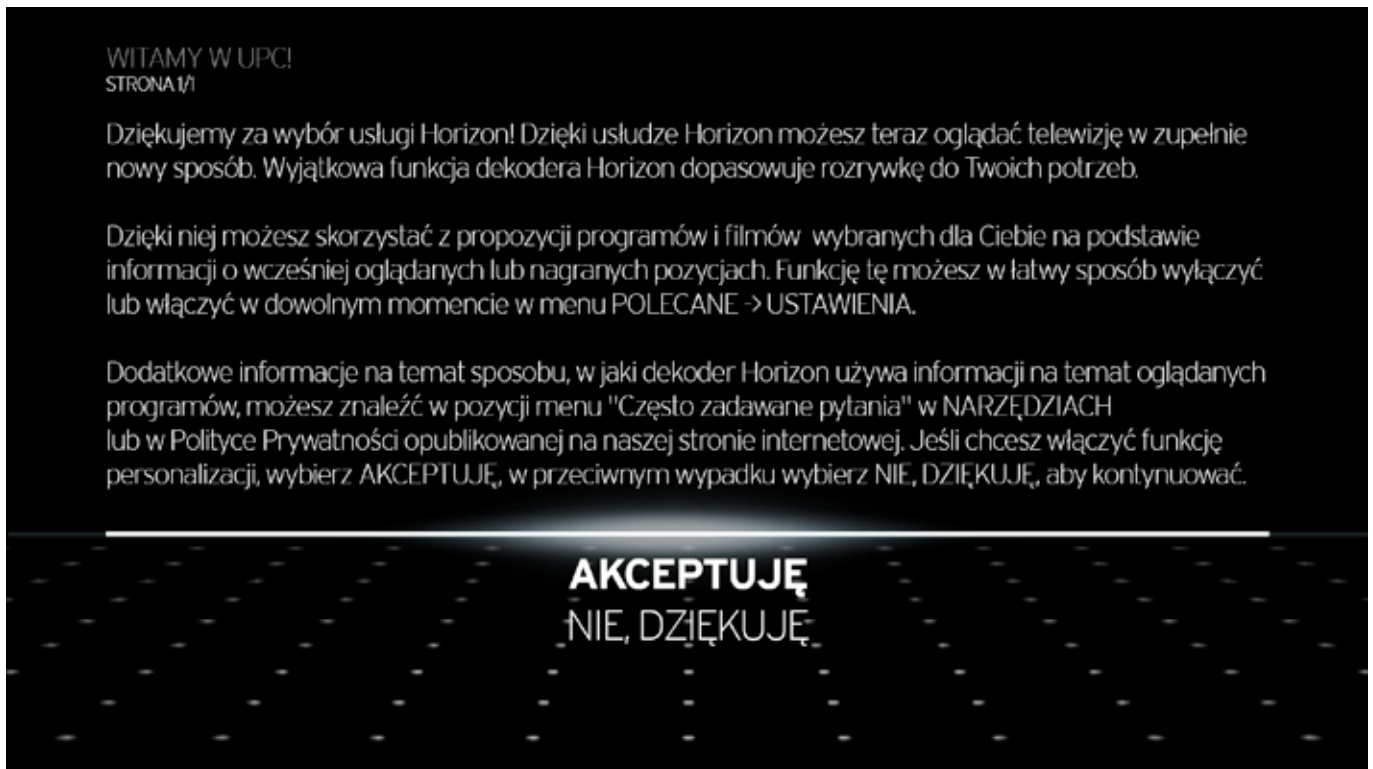 WITAMY W UPC!
STRONA 1/1
Dziękujemy za wybór usługi Horizon! Dzięki usłudze Horizon możesz teraz oglądać telewizję w zupełnie
nowy sposób. Wyjątkowa funkcja dekodera Horizon dopasowuje rozrywkę do Twoich potrzeb.
Dzięki niej możesz skorzystać z propozycji programów i filmów wybranych dla Ciebie na podstawie
informacji o wcześniej oglądanych lub nagranych pozycjach. Funkcję tę możesz w łatwy sposób wyłączyć
lub włączyć w dowolnym momencie w menu POLECANE -> USTAWIENIA.
Dodatkowe informacje na temat sposobu, w jaki dekoder Horizon używa informacji na temat oglądanych
programów, możesz znaleźć w pozycji menu "Często zadawane pytania" w NARZĘDZIACH
lub w Polityce Prywatności opublikowanej na naszej stronie internetowej. Jeśli chcesz włączyć funkcję
personalizacji, wybierz AKCEPTUJĘ, w przeciwnym wypadku wybierz NIE, DZIĘKUJĘ, aby kontynuować.
AKCEPTUJĘ
NIE, DZIĘKUJĘ